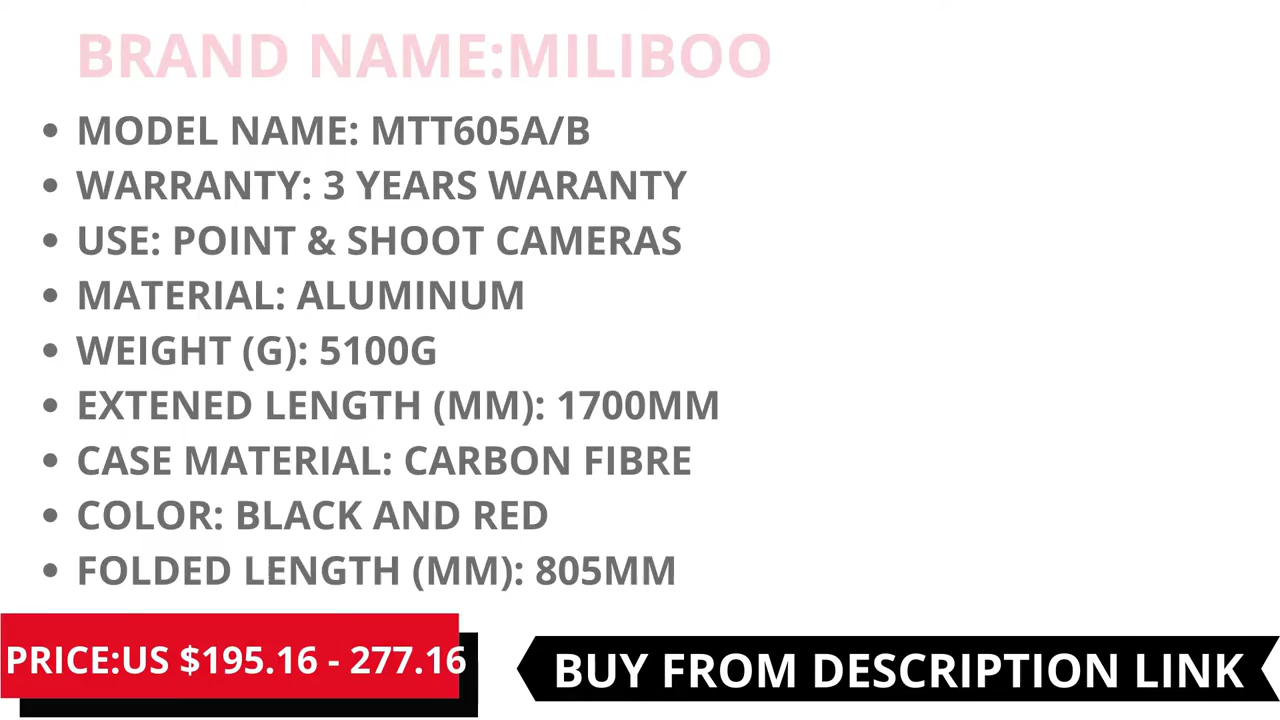 BRAND NAME:MILIBOO
• MODEL NAME: MTT605A/B
• WARRANTY: 3 YEARS WARANTY
• USE: POINT & SHOOT CAMERAS
• MATERIAL: ALUMINUM
• WEIGHT (G): 5100G
• EXTENED LENGTH (MM): 1700MM
• CASE MATERIAL: CARBON FIBRE
• COLOR: BLACK AND RED
• FOLDED LENGTH (MM): 805MM
PRICE:US $195.16 - 277.16
BUY FROM DESCRIPTION LINK